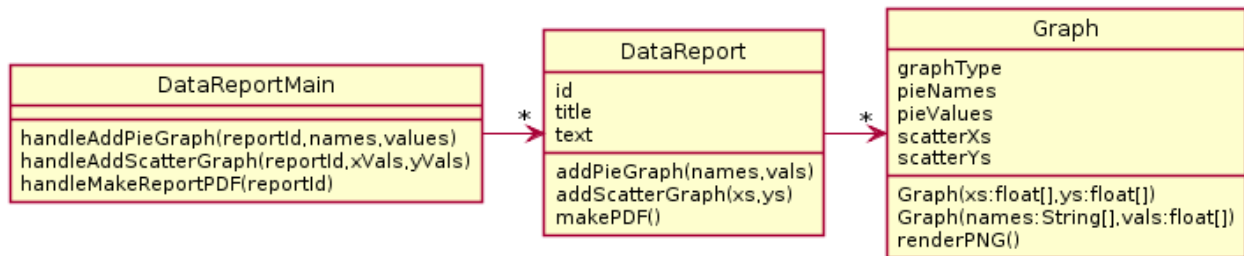 DataReportMain
handleAddPieGraph(reportId,names,values)
handleAddScatterGraph(reportId,xVals,yVals)
handleMakeReportPDF(reportId)
*
DataReport
id
title
text
addPieGraph(names,vals)
addScatterGraph(xs,ys)
makePDF()
*
Graph
graphType
pieNames
pieValues
scatterXs
scatterYs
Graph(xs:float[],ys:float[])
Graph(names:String[],vals:float[])
renderPNG()